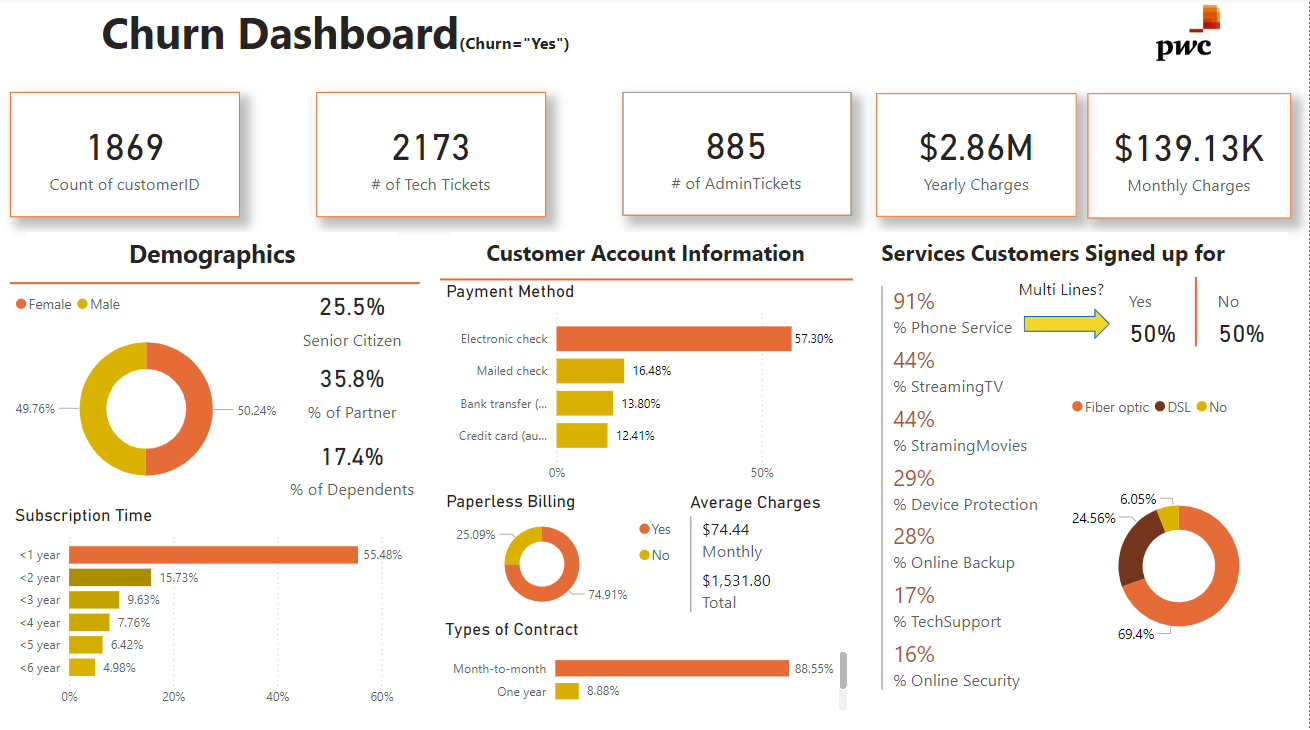 Churn Dashboard(Churn="Yes")
pwc
1869
Count of customerID
2173
# of Tech Tickets
885
# of AdminTickets
$2.86M
Yearly Charges
$139.13K
Monthly Charges
Demographics
Female Male
49.76%
50.24%
25.5%
Senior Citizen
35.8%
% of Partner
17.4%
% of Dependents
Subscription Time
<1 year 55.48%
<2 year 15.73%
<3 year 9.63%
<4 year 7.76%
<5 year 6.42%
<6 year 4.98%
0% 20% 40% 60%
Customer Account Information
Payment Method
Electronic check 57.30%
Mailed check 16.48%
Bank transfer (... 13.80%
Credit card (au... 12.41%
0% 50%
Paperless Billing
25.09%
74.91%
Yes
No
Average Charges
$74.44
Monthly
$1,531.80
Total
Types of Contract
Month-to-month 88.55%
One year 8.88%
Services Customers Signed up for
91%
% Phone Service
44%
% StreamingTV
44%
% StramingMovies
29%
% Device Protection
28%
% Online Backup
17%
% TechSupport
16%
% Online Security
Multi Lines?
Yes
50%
No
50%
Fiber optic DSL No
6.05%
24.56%
69.4%